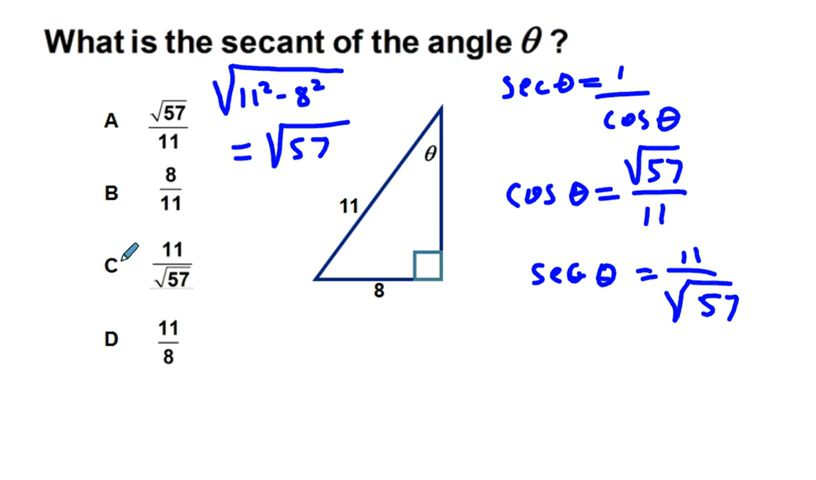 What is the secant of the angle θ ?
√(11² - 8²)
= √57
A √57/11
B 8/11
C 11/√57
D 11/8
θ
11
8
sec θ = 1/cos θ
cos θ = √57/11
sec θ = 11/√57